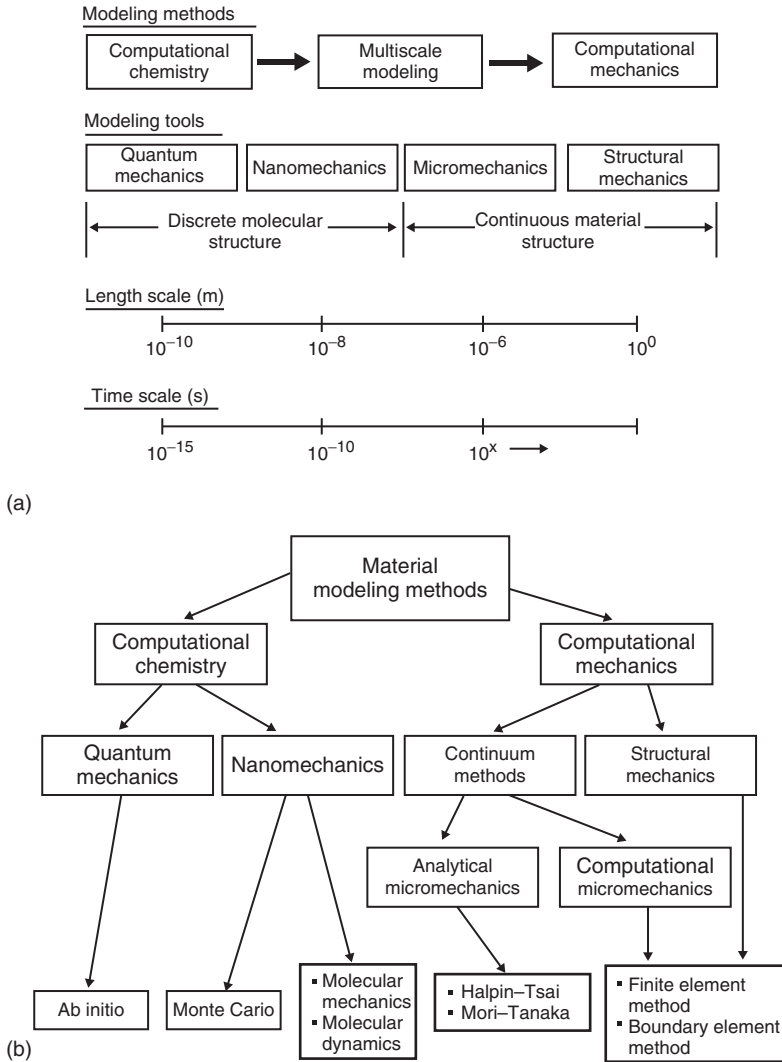 Modeling methods
Computational
chemistry
Multiscale
modeling
Computational
mechanics
Modeling tools
Quantum
mechanics
Nanomechanics
Micromechanics
Structural
mechanics
Discrete molecular
structure
Continuous material
structure
Length scale (m)
10⁻¹⁰
10⁻⁸
10⁻⁶
10⁰
Time scale (s)
10⁻¹⁵
10⁻¹⁰
10ˣ
(a)
Material
modeling methods
Computational
chemistry
Computational
mechanics
Quantum
mechanics
Nanomechanics
Continuum
methods
Structural
mechanics
Analytical
micromechanics
Computational
micromechanics
Ab initio
Monte Cario
▪ Molecular
mechanics
▪ Molecular
dynamics
▪ Halpin–Tsai
▪ Mori–Tanaka
▪ Finite element
method
▪ Boundary element
method
(b)